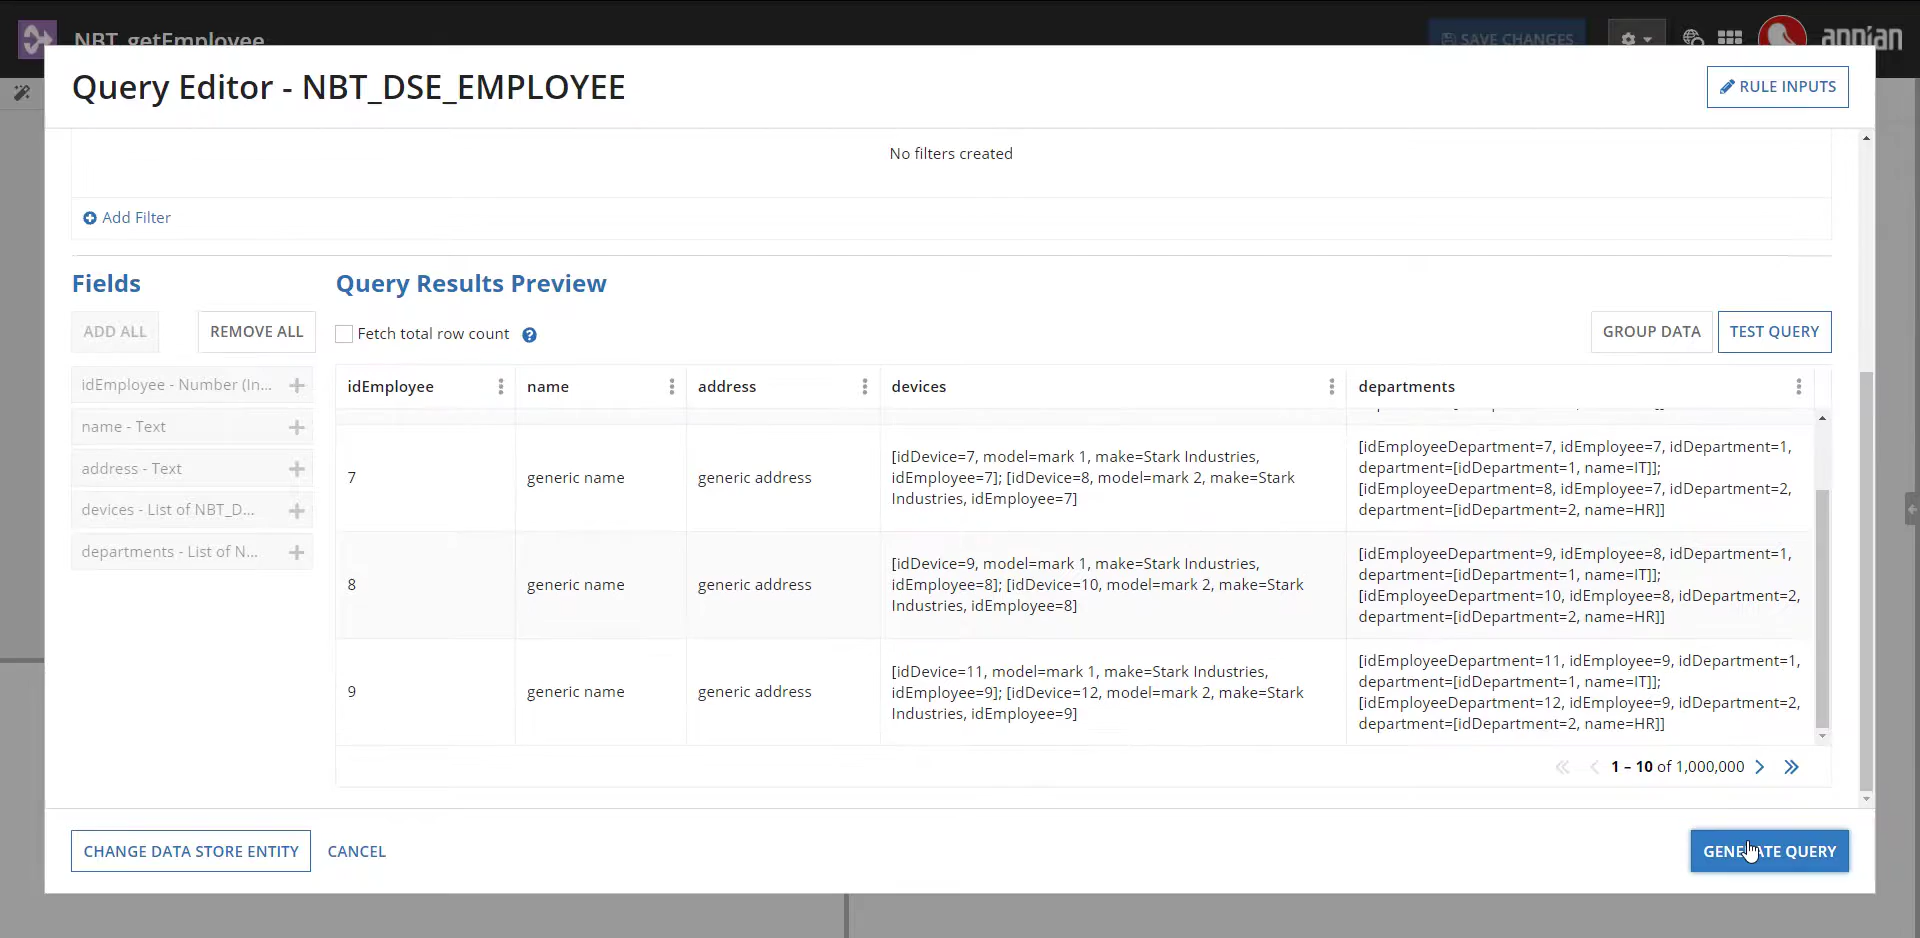 NBT_getEmployee
SAVE CHANGES
appian
Query Editor - NBT_DSE_EMPLOYEE
RULE INPUTS
No filters created
Add Filter
Fields
Query Results Preview
ADD ALL
REMOVE ALL
Fetch total row count
GROUP DATA
TEST QUERY
idEmployee - Number (In...
name - Text
address - Text
devices - List of NBT_D...
departments - List of N...
idEmployee
name
address
devices
departments
7
generic name
generic address
[idDevice=7, model=mark 1, make=Stark Industries,
idEmployee=7]; [idDevice=8, model=mark 2, make=Stark
Industries, idEmployee=7]
[idEmployeeDepartment=7, idEmployee=7, idDepartment=1,
department=[idDepartment=1, name=IT]];
[idEmployeeDepartment=8, idEmployee=7, idDepartment=2,
department=[idDepartment=2, name=HR]]
8
generic name
generic address
[idDevice=9, model=mark 1, make=Stark Industries,
idEmployee=8]; [idDevice=10, model=mark 2, make=Stark
Industries, idEmployee=8]
[idEmployeeDepartment=9, idEmployee=8, idDepartment=1,
department=[idDepartment=1, name=IT]];
[idEmployeeDepartment=10, idEmployee=8, idDepartment=2,
department=[idDepartment=2, name=HR]]
9
generic name
generic address
[idDevice=11, model=mark 1, make=Stark Industries,
idEmployee=9]; [idDevice=12, model=mark 2, make=Stark
Industries, idEmployee=9]
[idEmployeeDepartment=11, idEmployee=9, idDepartment=1,
department=[idDepartment=1, name=IT]];
[idEmployeeDepartment=12, idEmployee=9, idDepartment=2,
department=[idDepartment=2, name=HR]]
1 – 10 of 1,000,000
CHANGE DATA STORE ENTITY
CANCEL
GENERATE QUERY